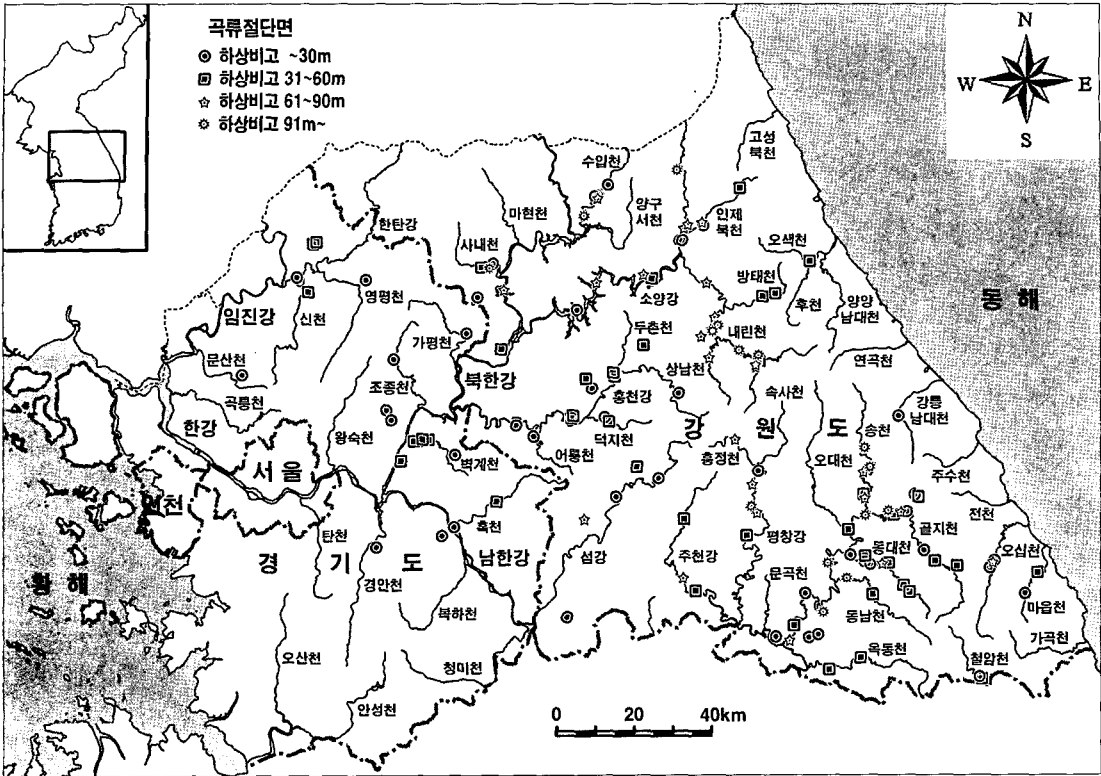 곡류절단면
하상비고 ~30m
하상비고 31~60m
하상비고 61~90m
하상비고 91m~
N
W
E
S
고성
북천
수입천
양구
서천
인제
북천
마현천
한탄강
사내천
오색천
방태천
영평천
소양강
후천
양양
남대천
동 해
임진강
신천
가평천
두촌천
내린천
문산천
조종천
북한강
상남천
연곡천
홍천강
속사천
곡릉천
강릉
남대천
한강
왕숙천
덕지천
강 원 도
송천
서울
벽계천
어룡천
흥정천
오대천
주수천
인천
탄천
흑천
골지천
전천
경 기 도
남한강
섬강
주천강
평창강
봉대천
오십천
황 해
경안천
문곡천
복하천
동남천
마읍천
오산천
청미천
옥동천
가곡천
철암천
안성천
0 20 40km